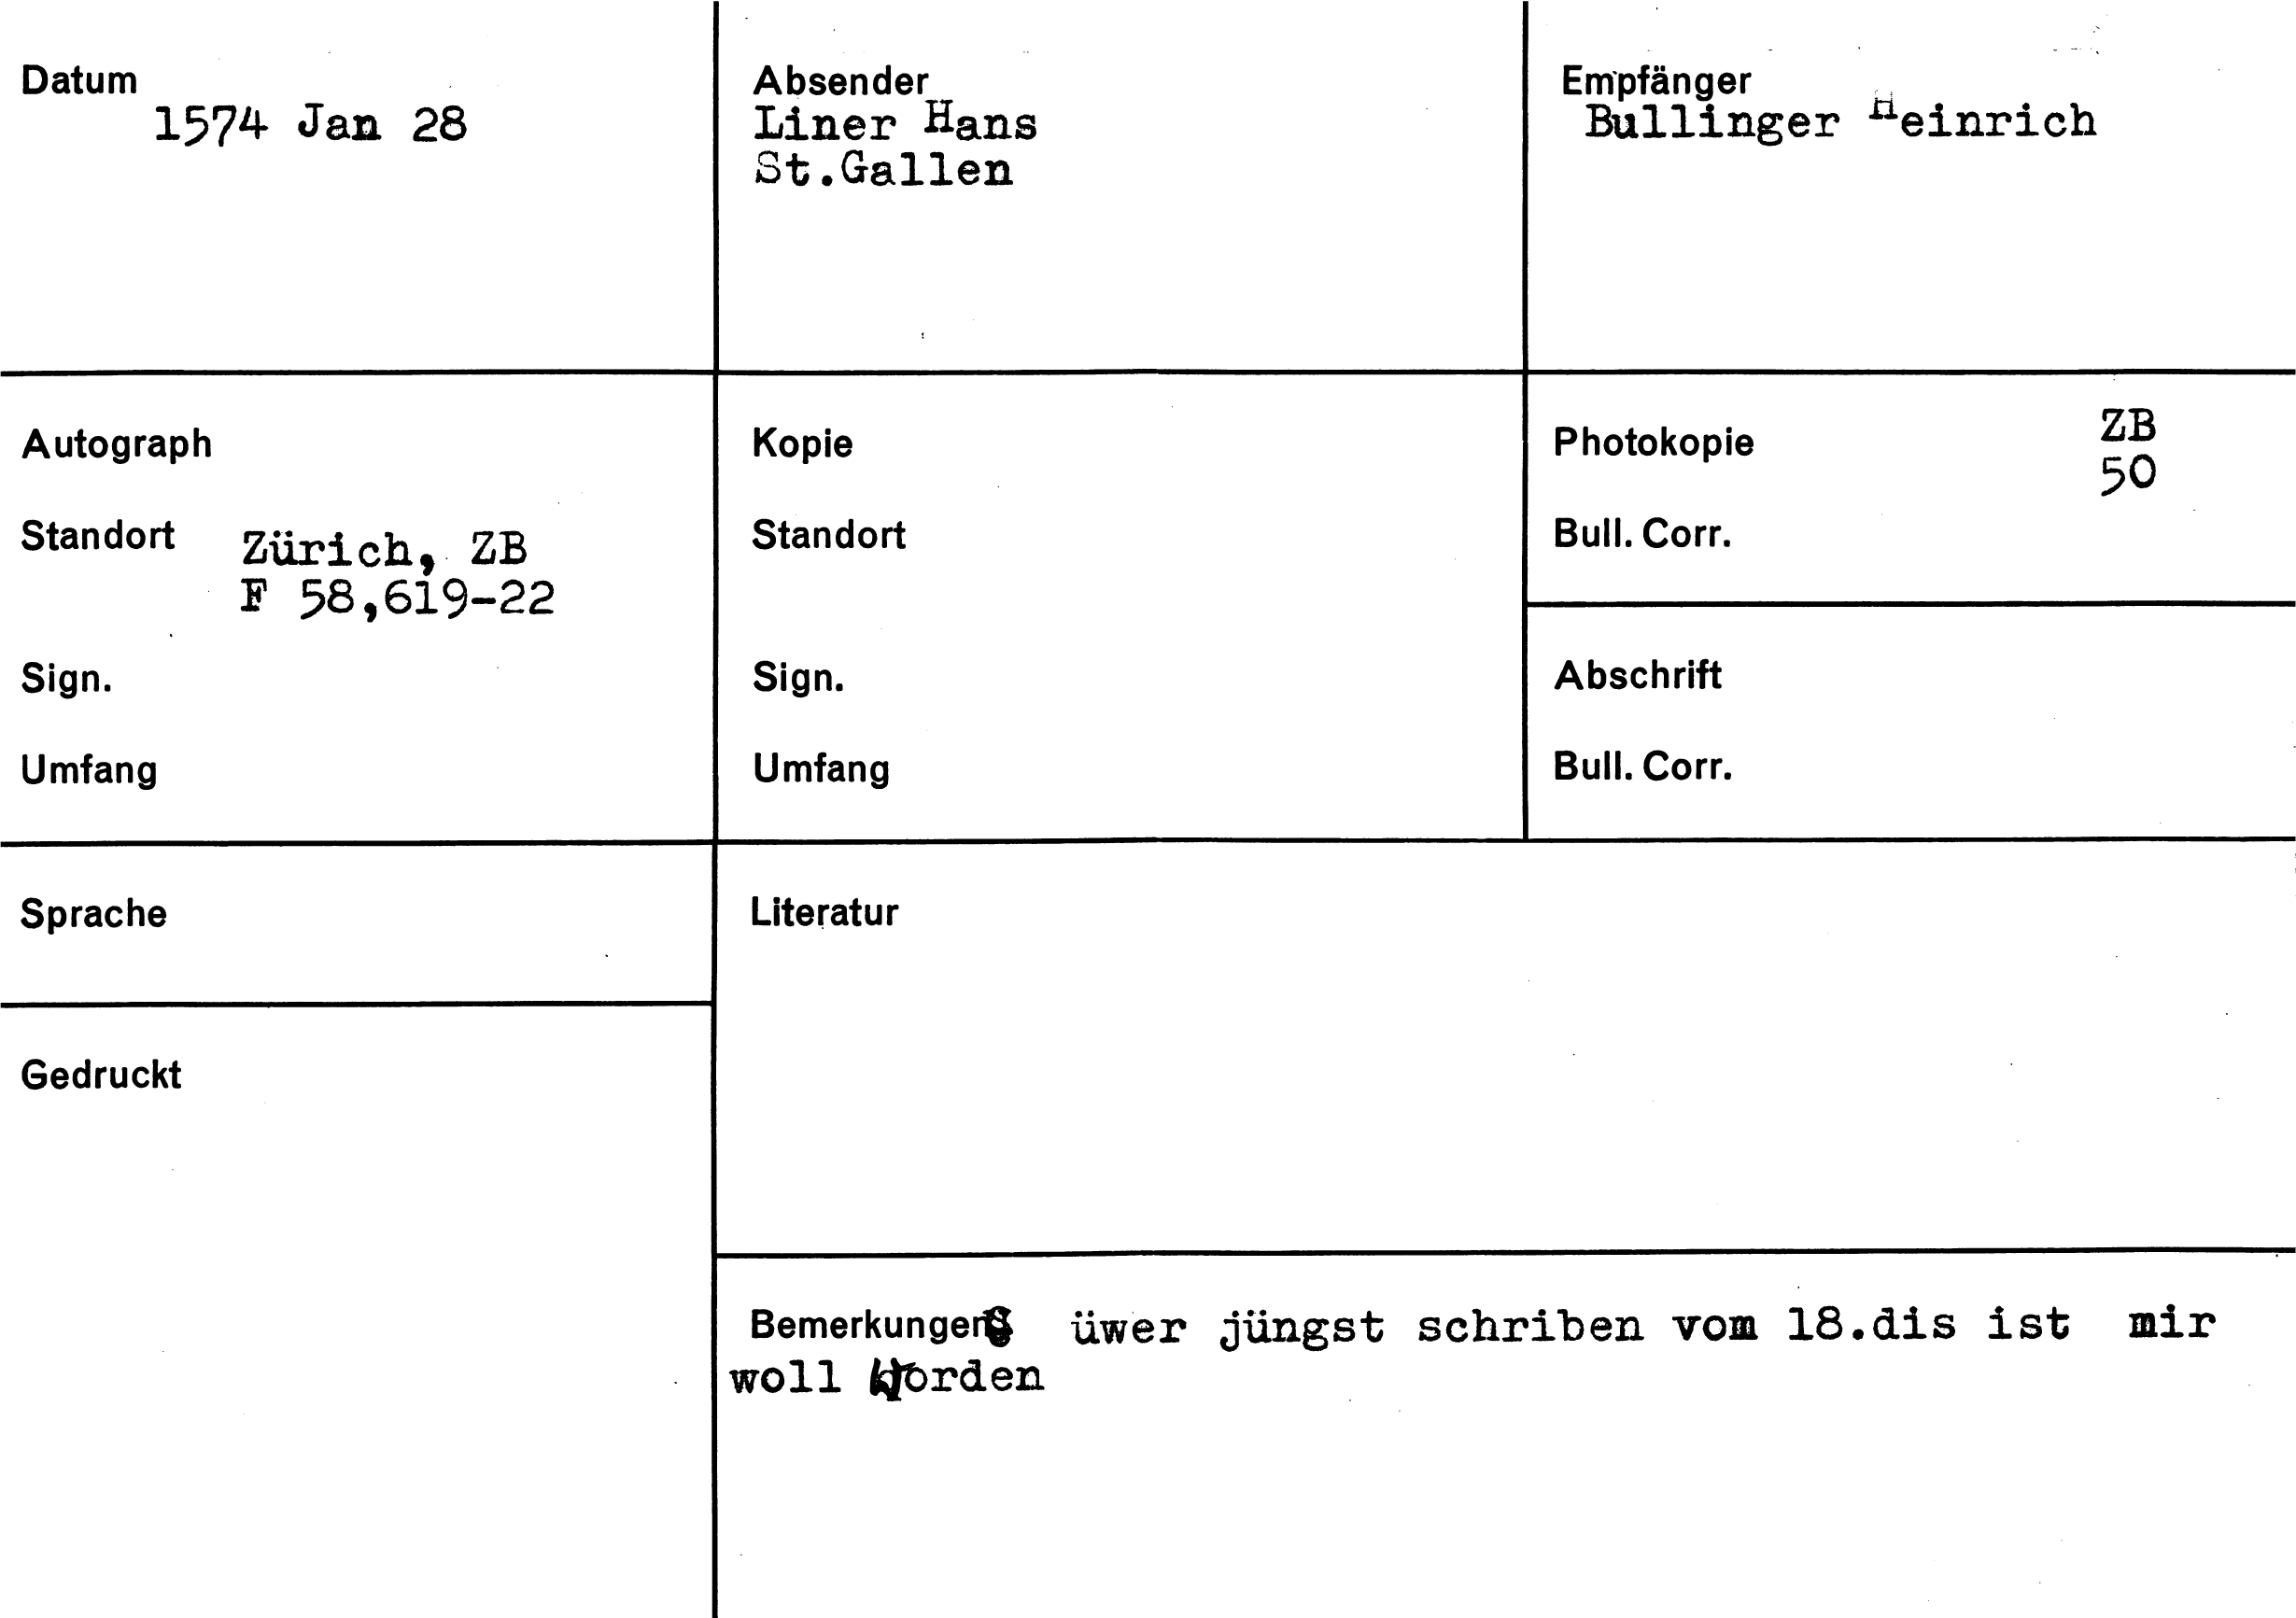 Datum
1574 Jan 28
Absender
Liner Hans
St.Gallen
Empfänger
Bullinger Heinrich
Autograph
Standort Zürich, ZB
F 58,619-22
Sign.
Umfang
Kopie
Standort
Sign.
Umfang
Photokopie ZB
50
Bull. Corr.
Abschrift
Bull. Corr.
Sprache
Gedruckt
Literatur
Bemerkungen üwer jüngst schriben vom 18.dis ist mir
woll worden